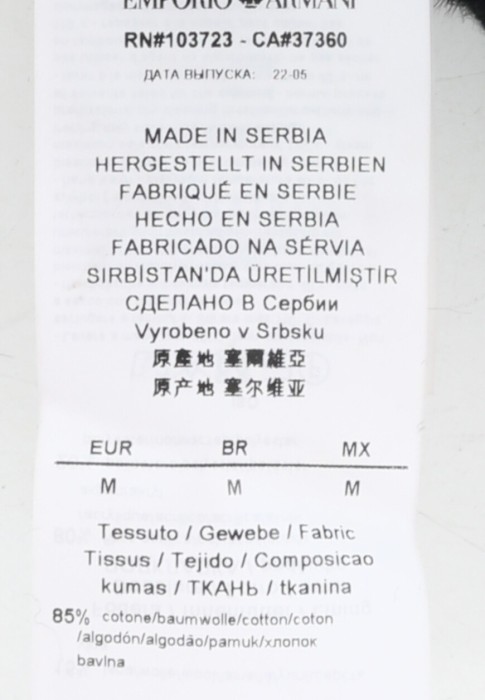 EMPORIO ARMANI
RN#103723 - CA#37360
ДАТА ВЫПУСКА: 22-05
MADE IN SERBIA
HERGESTELLT IN SERBIEN
FABRIQUÉ EN SERBIE
HECHO EN SERBIA
FABRICADO NA SÉRVIA
SIRBİSTAN'DA ÜRETİLMİŞTİR
СДЕЛАНО В Сербии
Vyrobeno v Srbsku
原產地 塞爾維亞
原产地 塞尔维亚
EUR BR MX
M M M
Tessuto / Gewebe / Fabric
Tissus / Tejido / Composicao
kumas / ТКАНЬ / tkanina
85% cotone/baumwolle/cotton/coton
/algodón/algodão/pamuk/хлопок
bavlna